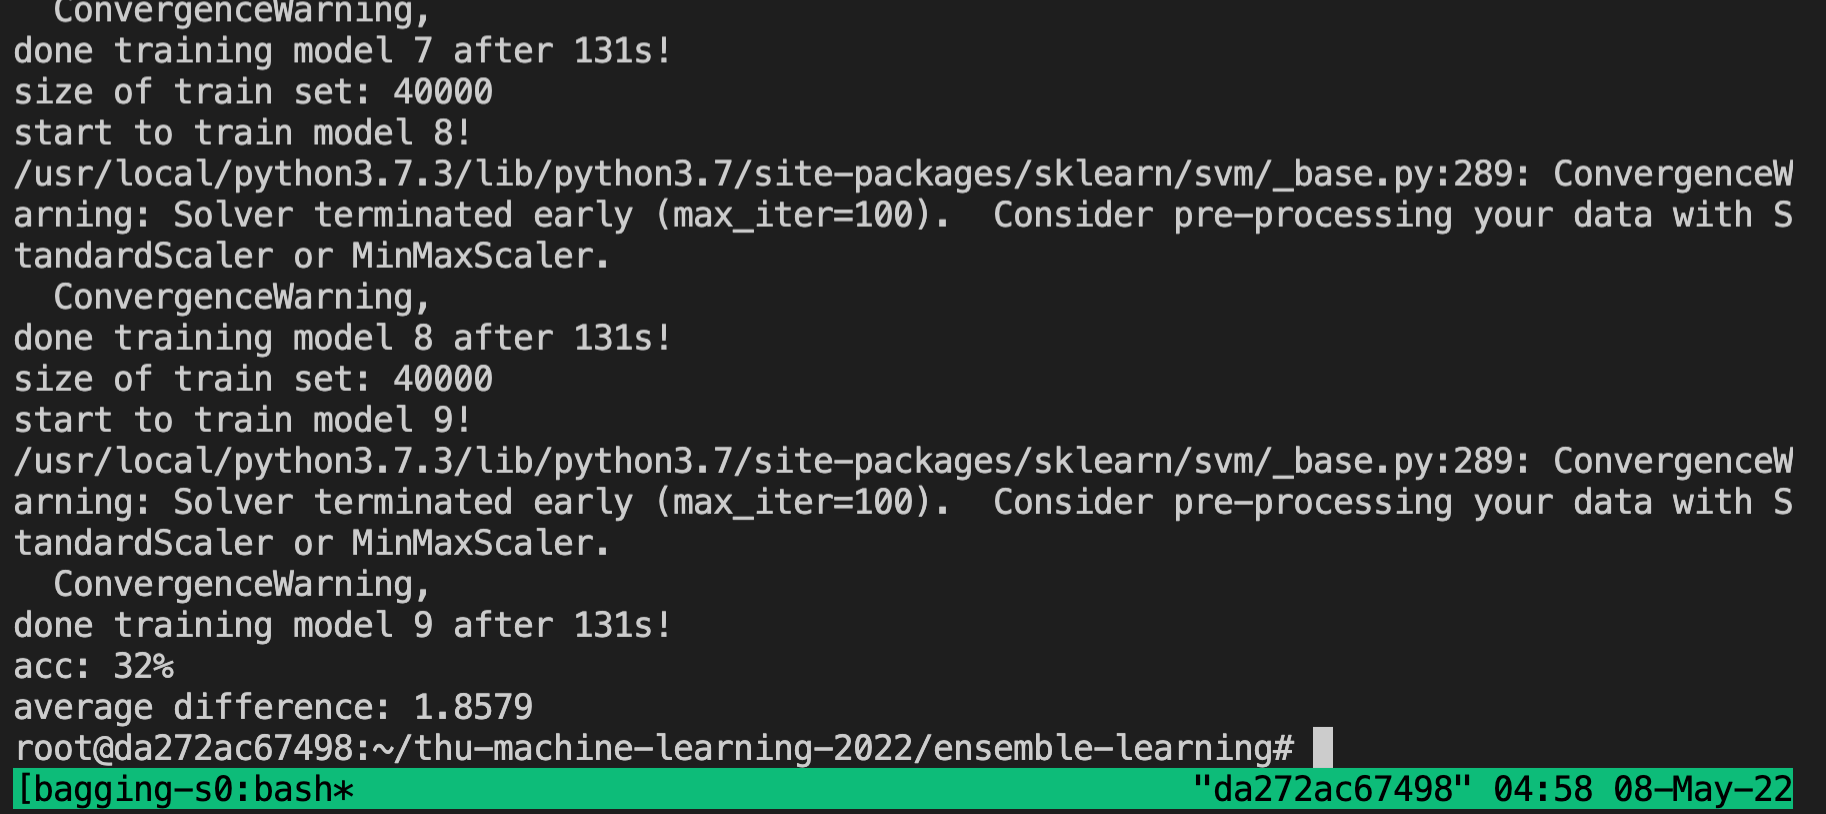 ConvergenceWarning,
done training model 7 after 131s!
size of train set: 40000
start to train model 8!
/usr/local/python3.7.3/lib/python3.7/site-packages/sklearn/svm/_base.py:289: ConvergenceW
arning: Solver terminated early (max_iter=100).  Consider pre-processing your data with S
tandardScaler or MinMaxScaler.
  ConvergenceWarning,
done training model 8 after 131s!
size of train set: 40000
start to train model 9!
/usr/local/python3.7.3/lib/python3.7/site-packages/sklearn/svm/_base.py:289: ConvergenceW
arning: Solver terminated early (max_iter=100).  Consider pre-processing your data with S
tandardScaler or MinMaxScaler.
  ConvergenceWarning,
done training model 9 after 131s!
acc: 32%
average difference: 1.8579
root@da272ac67498:~/thu-machine-learning-2022/ensemble-learning#
[bagging-s0:bash* "da272ac67498" 04:58 08-May-22